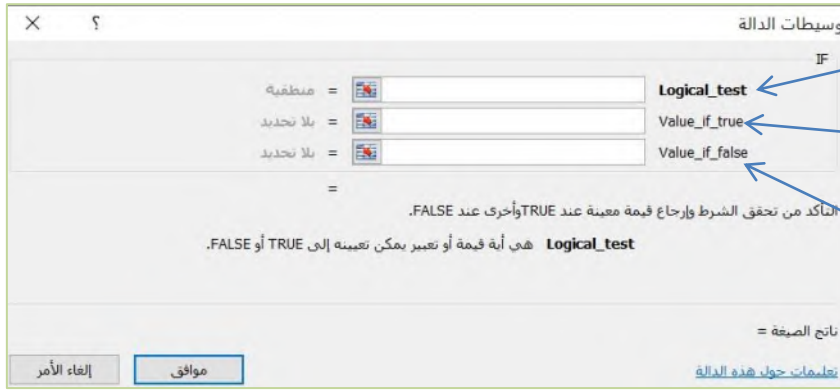 وسيطات الدالة ؟ ×
IF
Logical_test = منطقية
Value_if_true = بلا تحديد
Value_if_false = بلا تحديد
=
التأكد من تحقق الشرط وإرجاع قيمة معينة عند TRUEوأخرى عند FALSE.
Logical_test هي أية قيمة أو تعبير يمكن تعيينه إلى TRUE أو FALSE.
ناتج الصيغة =
تعليمات حول هذه الدالة
موافق
إلغاء الأمر